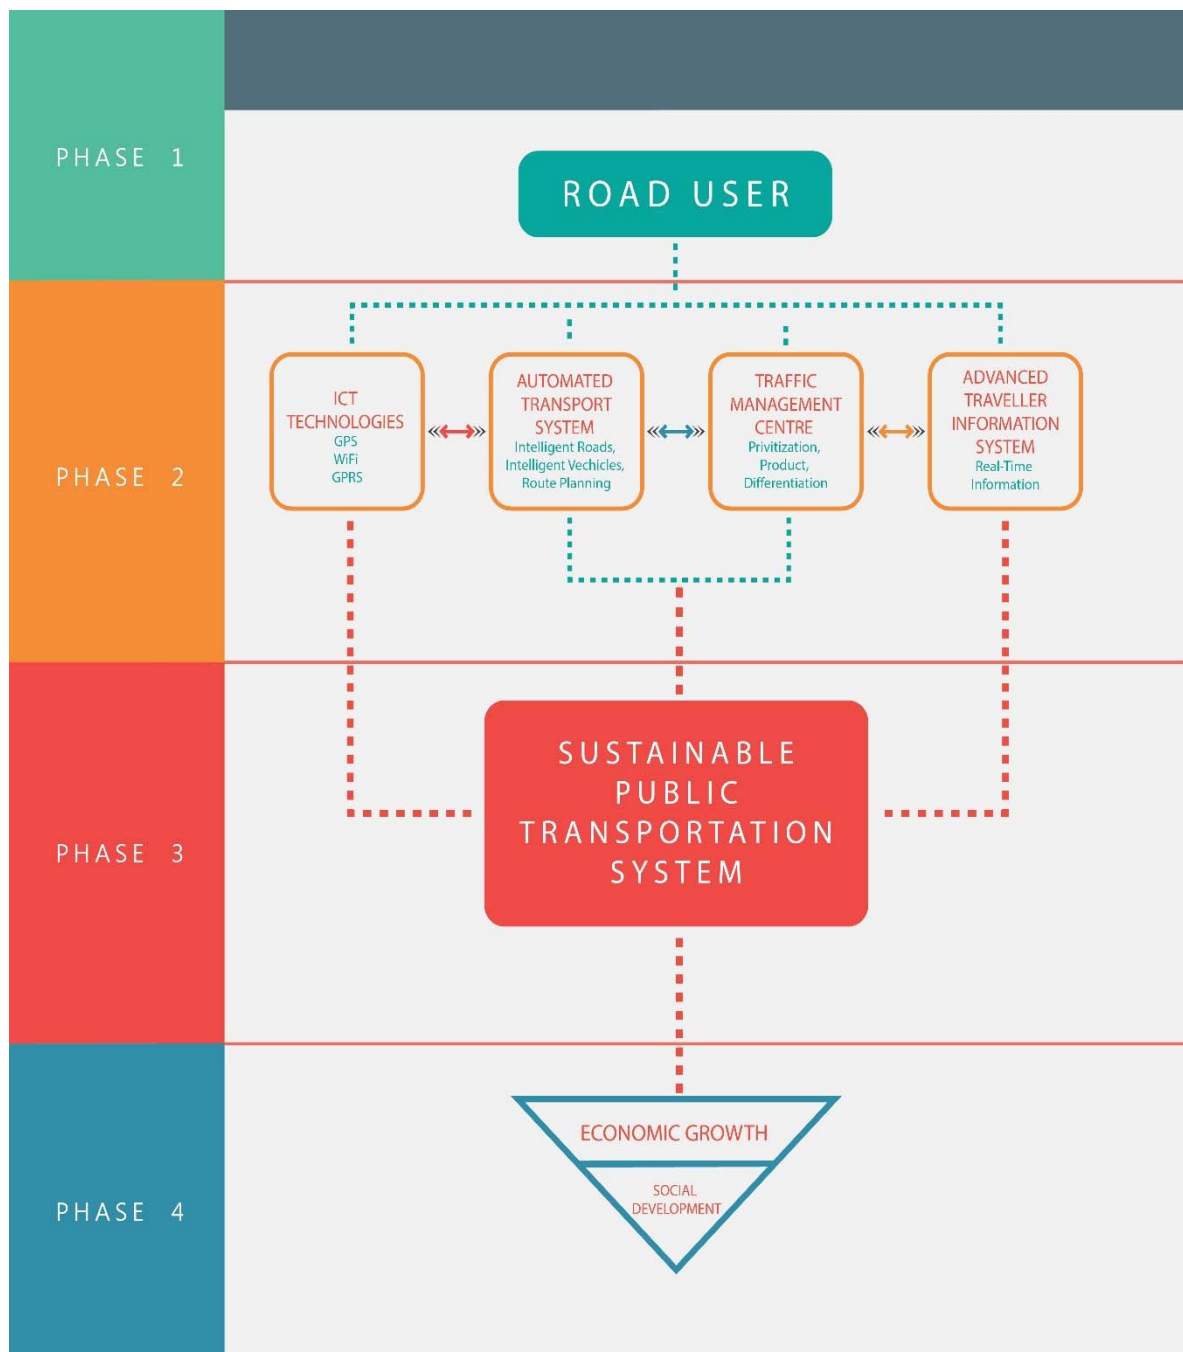 PHASE 1
ROAD USER
PHASE 2
ICT
TECHNOLOGIES
GPS
WiFi
GPRS
AUTOMATED
TRANSPORT
SYSTEM
Intelligent Roads,
Intelligent Vechicles,
Route Planning
TRAFFIC
MANAGEMENT
CENTRE
Privitization,
Product,
Differentiation
ADVANCED
TRAVELLER
INFORMATION
SYSTEM
Real-Time
Information
PHASE 3
SUSTAINABLE
PUBLIC
TRANSPORTATION
SYSTEM
PHASE 4
ECONOMIC GROWTH
SOCIAL
DEVELOPMENT